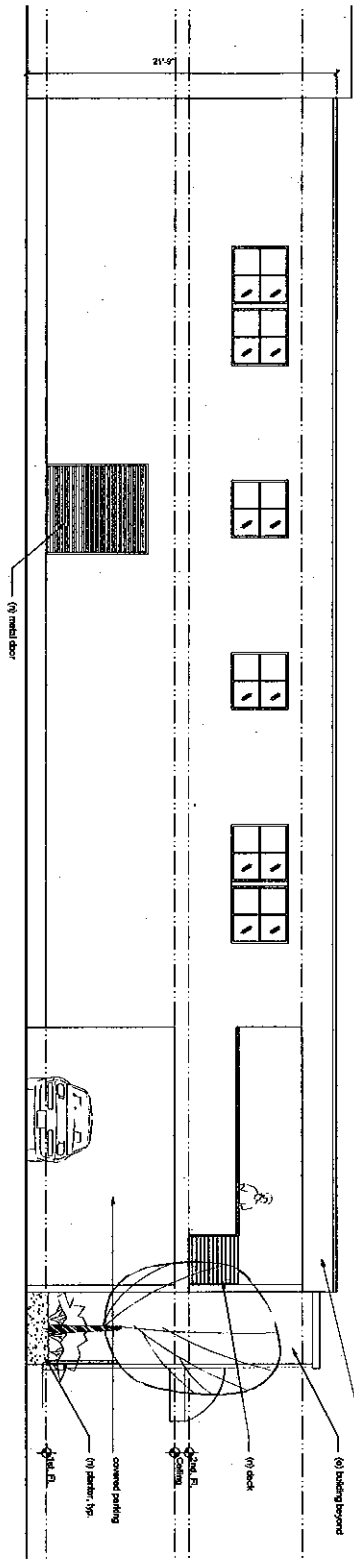 21'-9"
(n) metal door
(e) building beyond
(n) deck
2nd. Fl.
Ceiling
covered parking
(n) planter, typ.
1st. Fl.